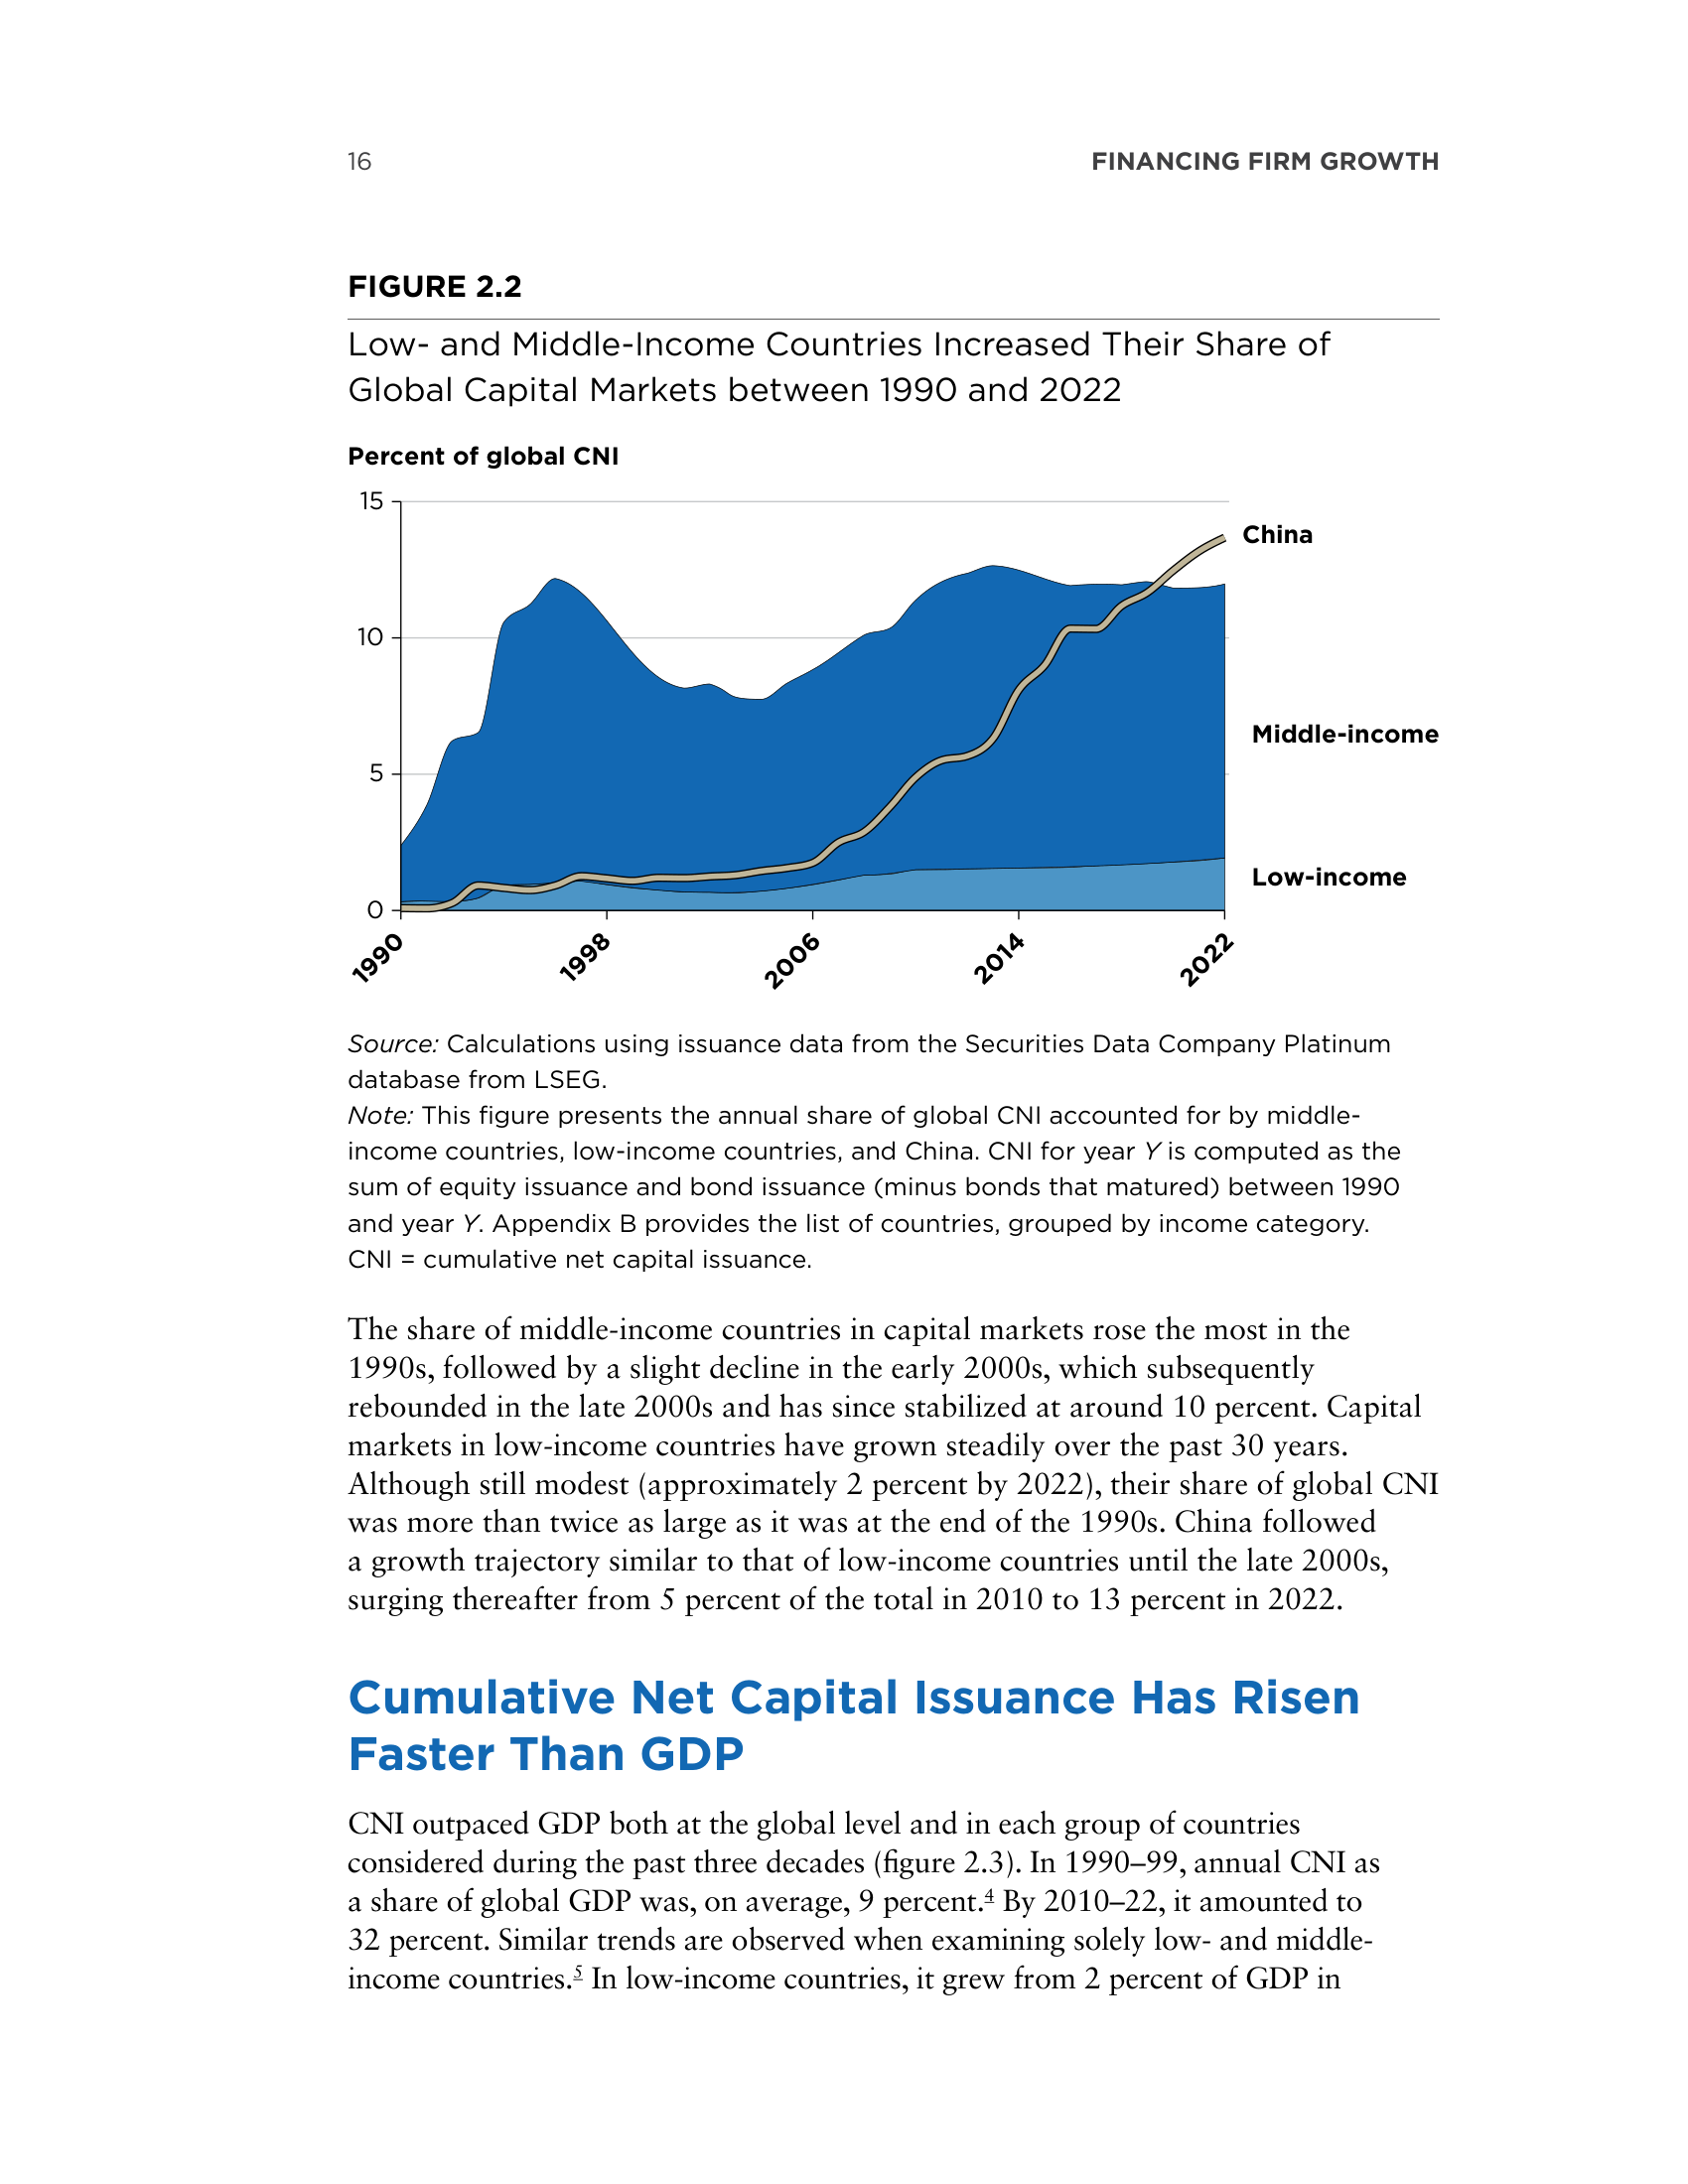 16
FINANCING FIRM GROWTH
FIGURE 2.2
Low- and Middle-Income Countries Increased Their Share of
Global Capital Markets between 1990 and 2022
Percent of global CNI
15
10
5
0
China
Middle-income
Low-income
1990
1998
2006
2014
2022
Source: Calculations using issuance data from the Securities Data Company Platinum
database from LSEG.
Note: This figure presents the annual share of global CNI accounted for by middle-
income countries, low-income countries, and China. CNI for year Y is computed as the
sum of equity issuance and bond issuance (minus bonds that matured) between 1990
and year Y. Appendix B provides the list of countries, grouped by income category.
CNI = cumulative net capital issuance.
The share of middle-income countries in capital markets rose the most in the
1990s, followed by a slight decline in the early 2000s, which subsequently
rebounded in the late 2000s and has since stabilized at around 10 percent. Capital
markets in low-income countries have grown steadily over the past 30 years.
Although still modest (approximately 2 percent by 2022), their share of global CNI
was more than twice as large as it was at the end of the 1990s. China followed
a growth trajectory similar to that of low-income countries until the late 2000s,
surging thereafter from 5 percent of the total in 2010 to 13 percent in 2022.
Cumulative Net Capital Issuance Has Risen
Faster Than GDP
CNI outpaced GDP both at the global level and in each group of countries
considered during the past three decades (figure 2.3). In 1990–99, annual CNI as
a share of global GDP was, on average, 9 percent.4 By 2010–22, it amounted to
32 percent. Similar trends are observed when examining solely low- and middle-
income countries.5 In low-income countries, it grew from 2 percent of GDP in